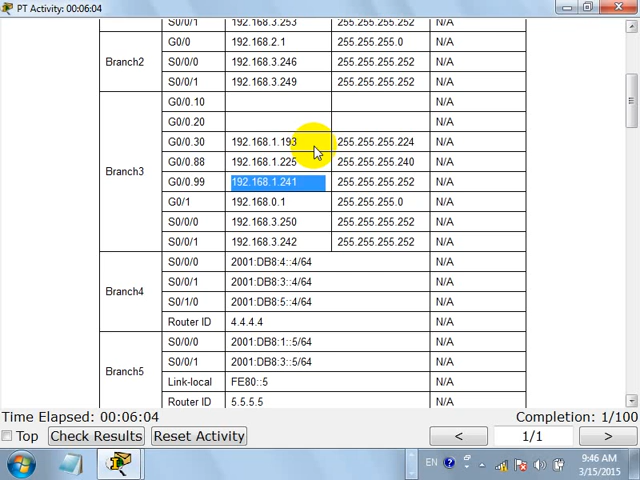 PT Activity: 00:06:04
S0/0/1 192.168.3.253 255.255.255.252 N/A
Branch2
G0/0 192.168.2.1 255.255.255.0 N/A
S0/0/0 192.168.3.246 255.255.255.252 N/A
S0/0/1 192.168.3.249 255.255.255.252 N/A
Branch3
G0/0.10 N/A
G0/0.20 N/A
G0/0.30 192.168.1.193 255.255.255.224 N/A
G0/0.88 192.168.1.225 255.255.255.240 N/A
G0/0.99 192.168.1.241 255.255.255.252 N/A
G0/1 192.168.0.1 255.255.255.0 N/A
S0/0/0 192.168.3.250 255.255.255.252 N/A
S0/0/1 192.168.3.242 255.255.255.252 N/A
Branch4
S0/0/0 2001:DB8:4::4/64 N/A
S0/0/1 2001:DB8:3::4/64 N/A
S0/1/0 2001:DB8:5::4/64 N/A
Router ID 4.4.4.4 N/A
Branch5
S0/0/0 2001:DB8:1::5/64 N/A
S0/0/1 2001:DB8:3::5/64 N/A
Link-local FE80::5 N/A
Router ID 5.5.5.5 N/A
Time Elapsed: 00:06:04 Completion: 1/100
Top Check Results Reset Activity < 1/1 >
EN 9:46 AM
3/15/2015